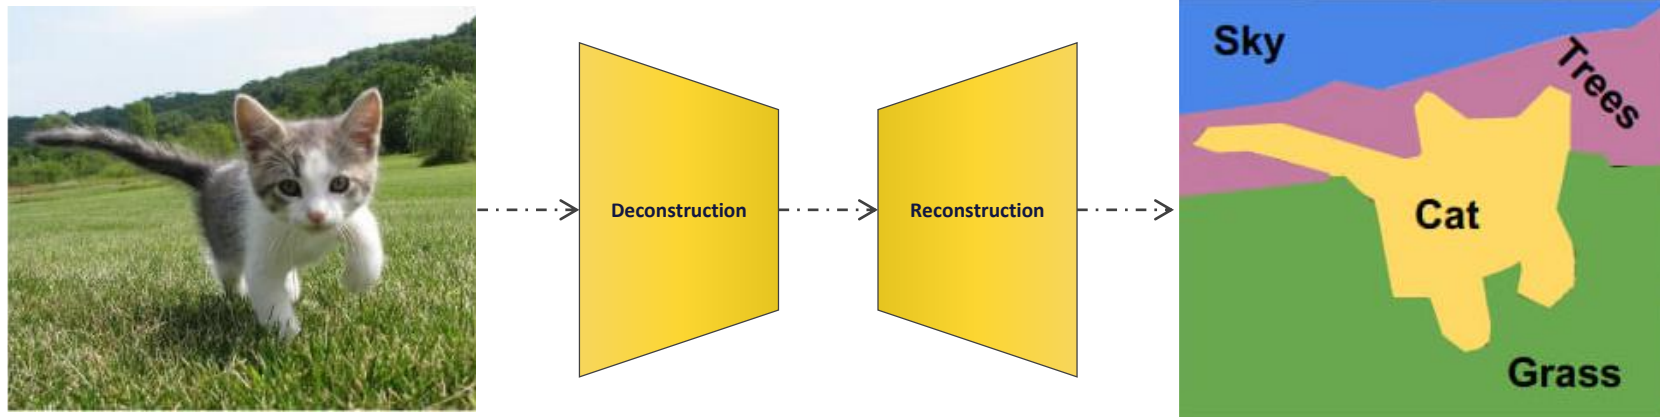 Deconstruction
Reconstruction
Sky
Trees
Cat
Grass